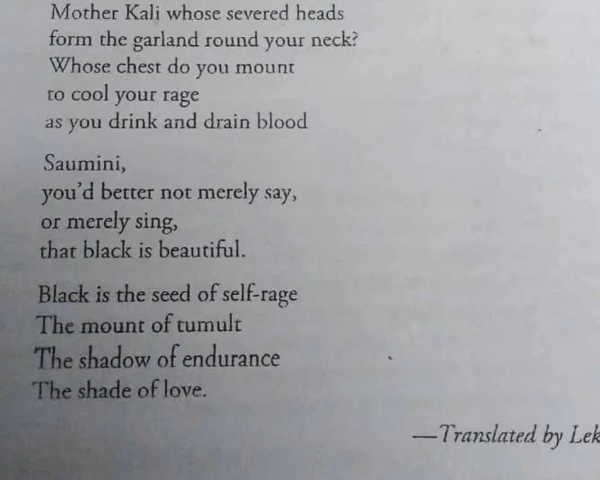 Mother Kali whose severed heads
form the garland round your neck?
Whose chest do you mount
to cool your rage
as you drink and drain blood
Saumini,
you'd better not merely say,
or merely sing,
that black is beautiful.
Black is the seed of self-rage
The mount of tumult
The shadow of endurance
The shade of love.
—Translated by Lek